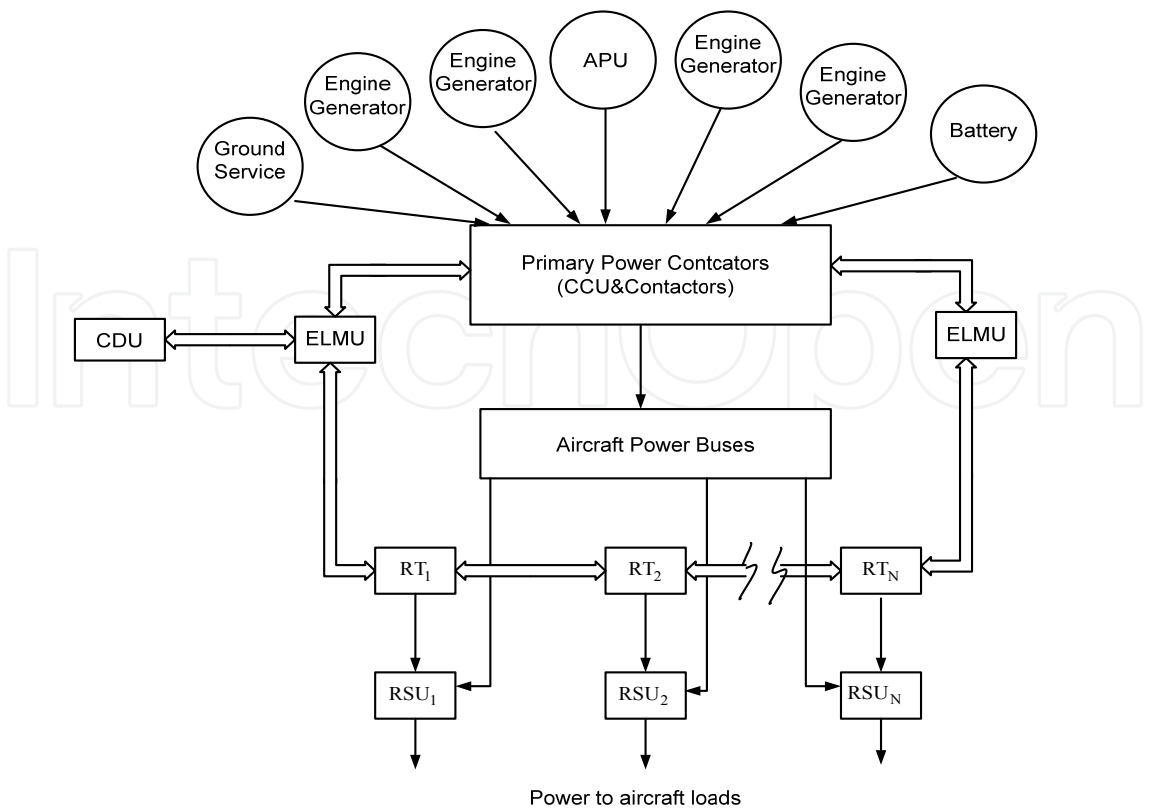 APU
Engine
Generator
Engine
Generator
Engine
Generator
Engine
Generator
Battery
Ground
Service
Primary Power Contcators
(CCU&Contactors)
CDU
ELMU
ELMU
IntechOpen
Aircraft Power Buses
RT1
RT2
RTN
RSU1
RSU2
RSUN
Power to aircraft loads